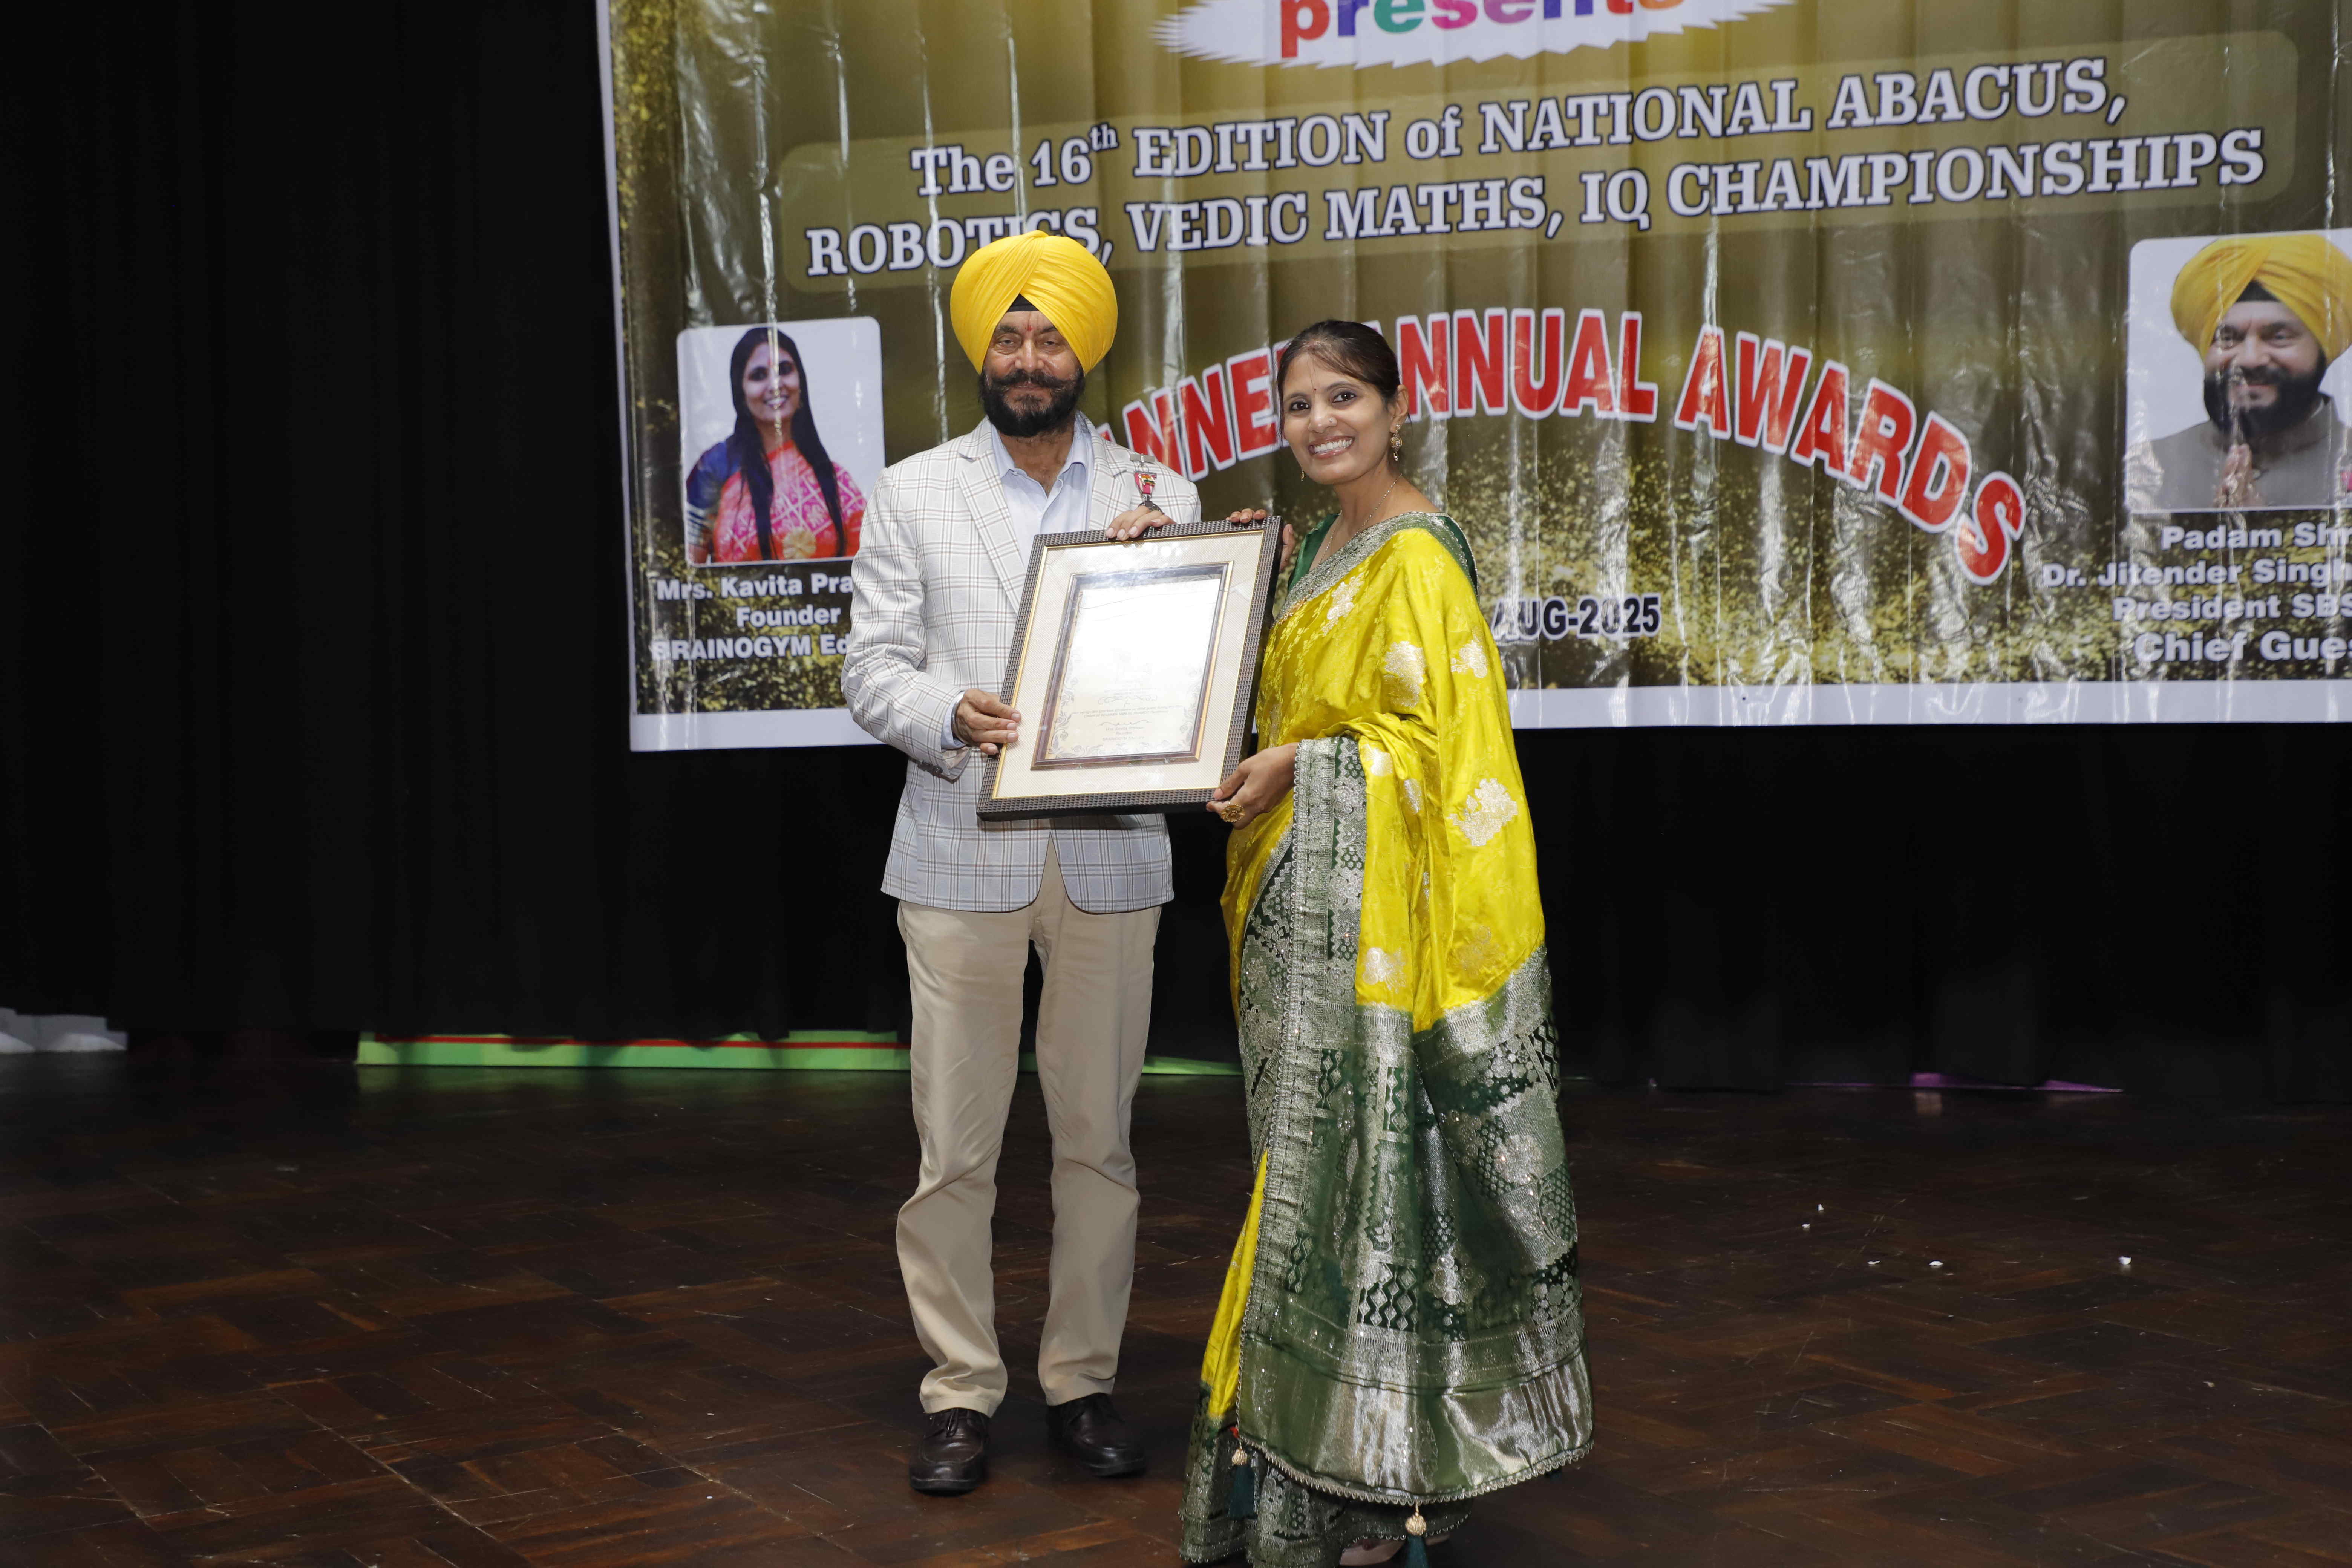 presents
The 16th EDITION of NATIONAL ABACUS,
ROBOTICS, VEDIC MATHS, IQ CHAMPIONSHIPS
ANNUAL AWARDS
AUG-2025
Mrs. Kavita Pra
Founder
BRAINOGYM Ed
Padam Shr
Dr. Jitender Singh
President SBS
Chief Gues